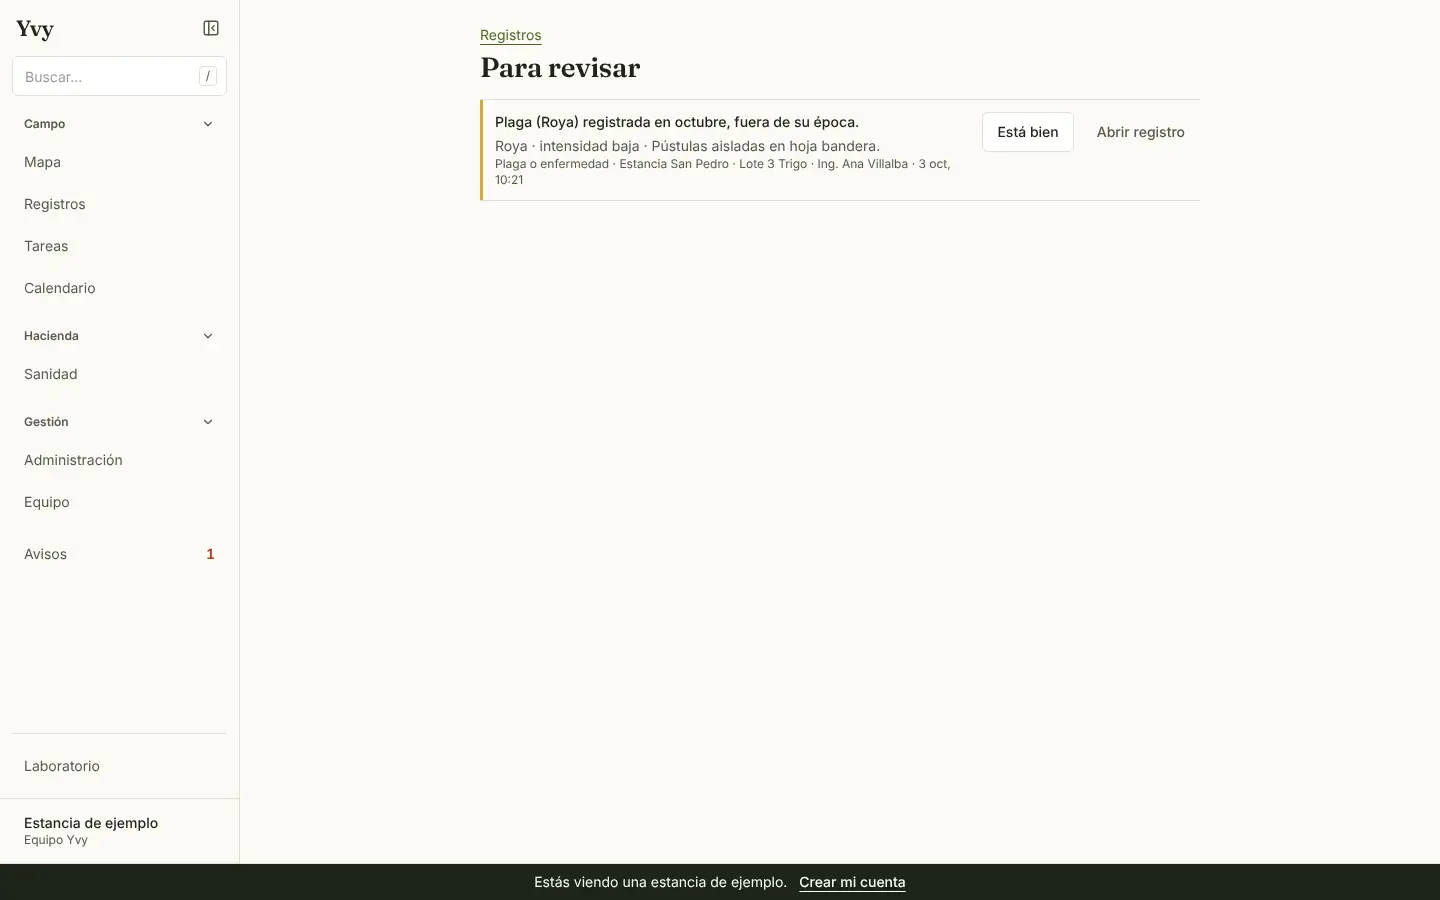 Yvy
Buscar...
/
Campo
Mapa
Registros
Tareas
Calendario
Hacienda
Sanidad
Gestión
Administración
Equipo
Avisos 1
Laboratorio
Estancia de ejemplo
Equipo Yvy
Registros
Para revisar
Plaga (Roya) registrada en octubre, fuera de su época.
Roya · intensidad baja · Pústulas aisladas en hoja bandera.
Plaga o enfermedad · Estancia San Pedro · Lote 3 Trigo · Ing. Ana Villalba · 3 oct,
10:21
Está bien
Abrir registro
Estás viendo una estancia de ejemplo. Crear mi cuenta